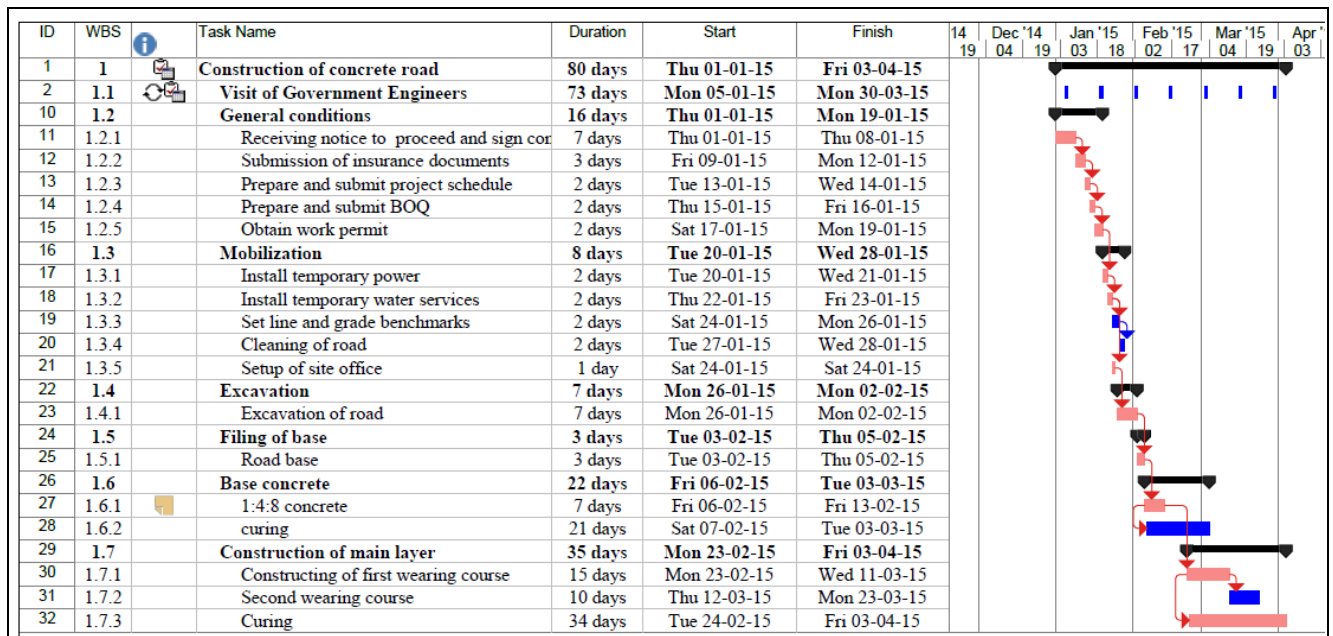 ID WBS Task Name Duration Start Finish 14 Dec '14 Jan '15 Feb '15 Mar '15 Apr '
19 04 19 03 18 02 17 04 19 03
1 1 Construction of concrete road 80 days Thu 01-01-15 Fri 03-04-15
2 1.1 Visit of Government Engineers 73 days Mon 05-01-15 Mon 30-03-15
10 1.2 General conditions 16 days Thu 01-01-15 Mon 19-01-15
11 1.2.1 Receiving notice to proceed and sign con 7 days Thu 01-01-15 Thu 08-01-15
12 1.2.2 Submission of insurance documents 3 days Fri 09-01-15 Mon 12-01-15
13 1.2.3 Prepare and submit project schedule 2 days Tue 13-01-15 Wed 14-01-15
14 1.2.4 Prepare and submit BOQ 2 days Thu 15-01-15 Fri 16-01-15
15 1.2.5 Obtain work permit 2 days Sat 17-01-15 Mon 19-01-15
16 1.3 Mobilization 8 days Tue 20-01-15 Wed 28-01-15
17 1.3.1 Install temporary power 2 days Tue 20-01-15 Wed 21-01-15
18 1.3.2 Install temporary water services 2 days Thu 22-01-15 Fri 23-01-15
19 1.3.3 Set line and grade benchmarks 2 days Sat 24-01-15 Mon 26-01-15
20 1.3.4 Cleaning of road 2 days Tue 27-01-15 Wed 28-01-15
21 1.3.5 Setup of site office 1 day Sat 24-01-15 Sat 24-01-15
22 1.4 Excavation 7 days Mon 26-01-15 Mon 02-02-15
23 1.4.1 Excavation of road 7 days Mon 26-01-15 Mon 02-02-15
24 1.5 Filing of base 3 days Tue 03-02-15 Thu 05-02-15
25 1.5.1 Road base 3 days Tue 03-02-15 Thu 05-02-15
26 1.6 Base concrete 22 days Fri 06-02-15 Tue 03-03-15
27 1.6.1 1:4:8 concrete 7 days Fri 06-02-15 Fri 13-02-15
28 1.6.2 curing 21 days Sat 07-02-15 Tue 03-03-15
29 1.7 Construction of main layer 35 days Mon 23-02-15 Fri 03-04-15
30 1.7.1 Constructing of first wearing course 15 days Mon 23-02-15 Wed 11-03-15
31 1.7.2 Second wearing course 10 days Thu 12-03-15 Mon 23-03-15
32 1.7.3 Curing 34 days Tue 24-02-15 Fri 03-04-15